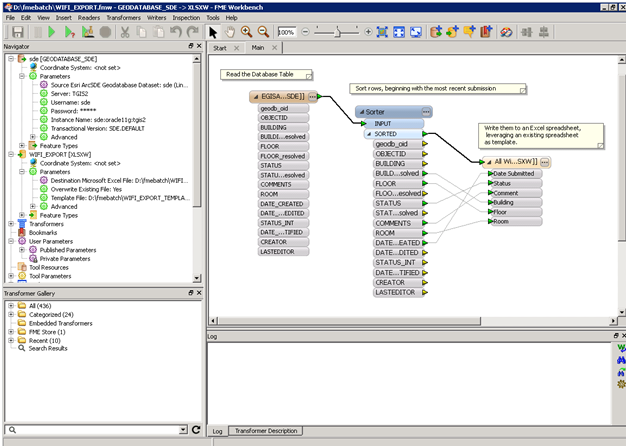 D:\fmebatch\WIFI_EXPORT.fmw - GEODATABASE_SDE -> XLSXW - FME Workbench
File Edit View Insert Readers Transformers Writers Inspection Tools Help
100%
Navigator
sde [GEODATABASE_SDE]
Coordinate System: <not set>
Parameters
Source Esri ArcSDE Geodatabase Dataset: sde (Lin...
Server: TGIS2
Username: sde
Password: *****
Instance Name: sde:oracle11g:tgis2
Transactional Version: SDE.DEFAULT
Advanced
Feature Types
WIFI_EXPORT [XLSXW]
Coordinate System: <not set>
Parameters
Destination Microsoft Excel File: D:\fmebatch\WIFI...
Overwrite Existing File: Yes
Template File: D:\fmebatch\WIFI_EXPORT_TEMPLA...
Advanced
Feature Types
Transformers
Bookmarks
User Parameters
Published Parameters
Private Parameters
Tool Resources
Tool Parameters
Transformer Gallery
All (436)
Categorized (24)
Embedded Transformers
FME Store (1)
Recent (10)
Search Results
Start
Main
Read the Database Table
EGISA...SDE]]
geodb_oid
OBJECTID
BUILDING
BUILDI...esolved
FLOOR
FLOOR_resolved
STATUS
STATU...esolved
COMMENTS
ROOM
DATE_CREATED
DATE_...EDITED
STATUS_INT
DATE_...TIFIED
CREATOR
LASTEDITOR
Sort rows, beginning with the most recent submission
Sorter
INPUT
SORTED
geodb_oid
OBJECTID
BUILDING
BUILD...solved
FLOOR
FLOO...esolved
STATUS
STAT...solved
COMMENTS
ROOM
DATE...EATED
DATE...DITED
STATUS_INT
DATE...TIFIED
CREATOR
LASTEDITOR
Write them to an Excel spreadsheet,
leveraging an existing spreadsheet
as template.
All Wi...SXW]]
Date Submitted
Status
Comment
Building
Floor
Room
Log
Log
Transformer Description